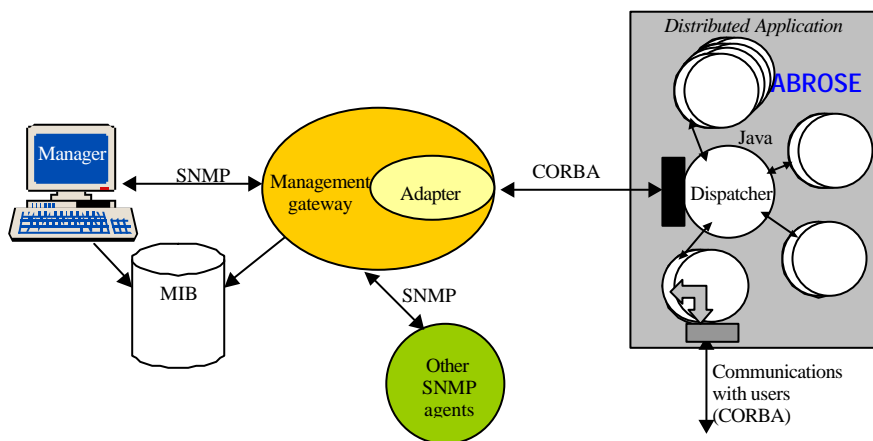 Distributed Application
ABROSE
Manager
SNMP
Management
gateway
Adapter
CORBA
Java
Dispatcher
MIB
SNMP
Other
SNMP
agents
Communications
with users
(CORBA)